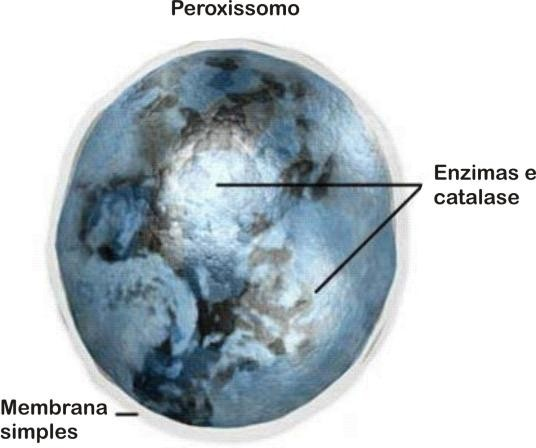 Peroxissomo
Enzimas e
catalase
Membrana
simples